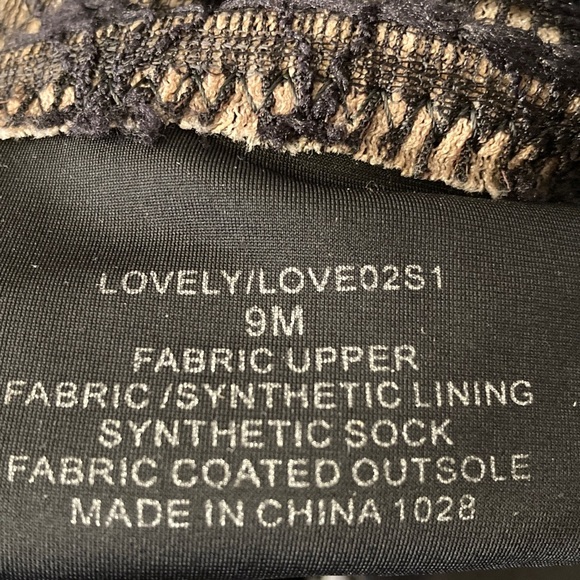 LOVELY/LOVE02S1
9M
FABRIC UPPER
FABRIC /SYNTHETIC LINING
SYNTHETIC SOCK
FABRIC COATED OUTSOLE
MADE IN CHINA 1028